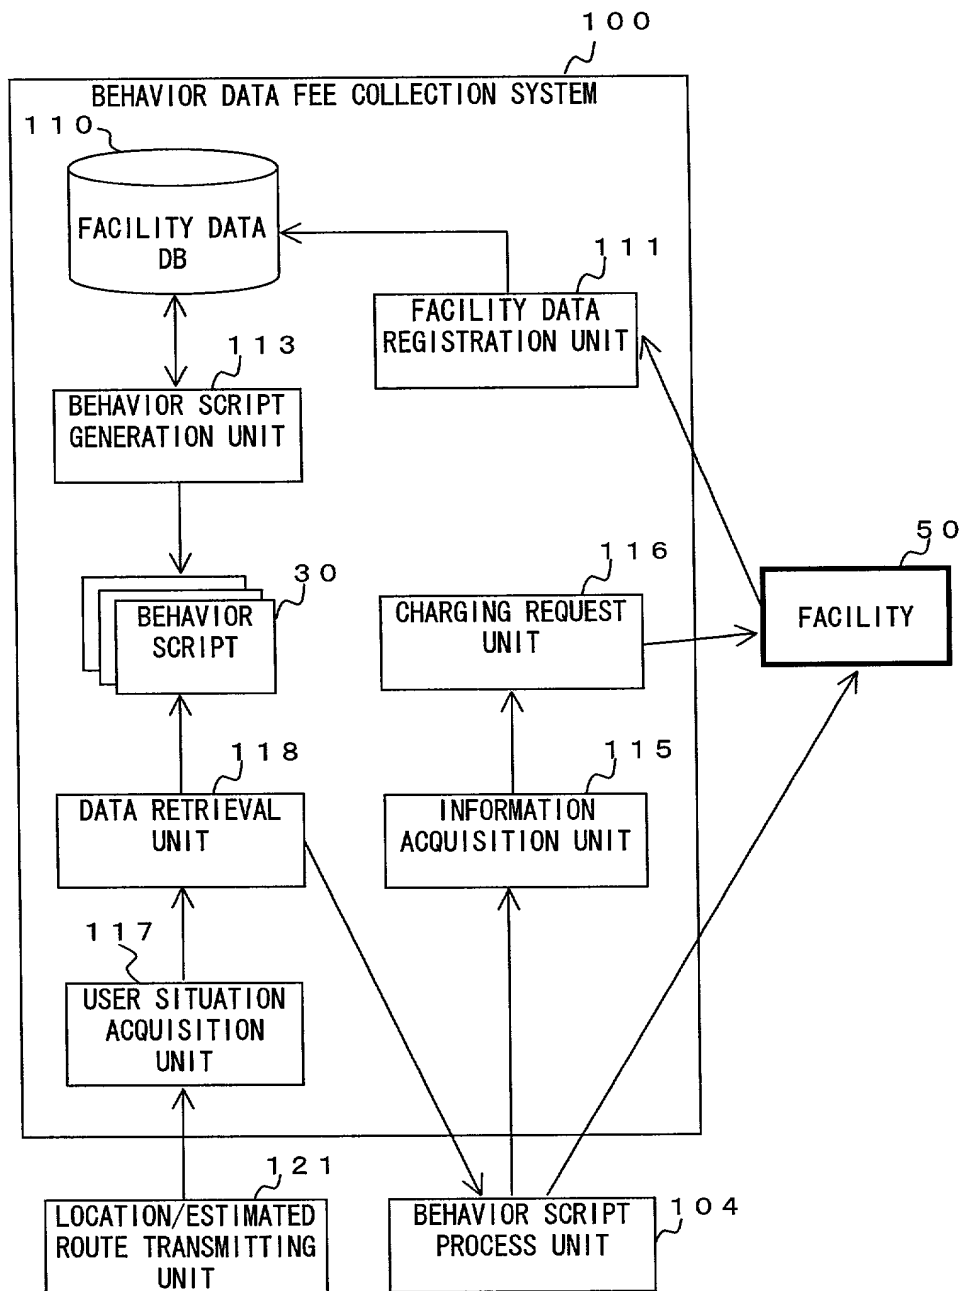 100
BEHAVIOR DATA FEE COLLECTION SYSTEM
110
FACILITY DATA
DB
111
FACILITY DATA
REGISTRATION UNIT
113
BEHAVIOR SCRIPT
GENERATION UNIT
30
BEHAVIOR
SCRIPT
116
CHARGING REQUEST
UNIT
50
FACILITY
118
DATA RETRIEVAL
UNIT
115
INFORMATION
ACQUISITION UNIT
117
USER SITUATION
ACQUISITION
UNIT
121
LOCATION/ESTIMATED
ROUTE TRANSMITTING
UNIT
BEHAVIOR SCRIPT
PROCESS UNIT
104